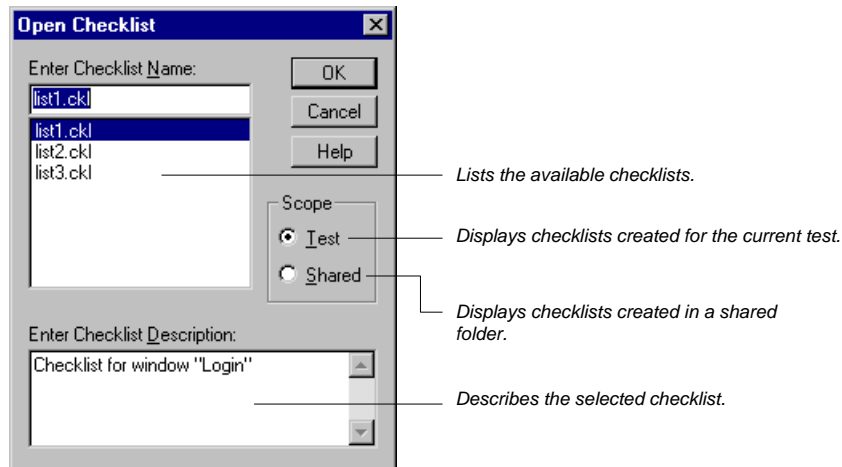 Open Checklist
Enter Checklist Name:
list1.ckl
list1.ckl
list2.ckl
list3.ckl
OK
Cancel
Help
Lists the available checklists.
Scope
Test
Displays checklists created for the current test.
Shared
Displays checklists created in a shared
folder.
Enter Checklist Description:
Checklist for window "Login"
Describes the selected checklist.